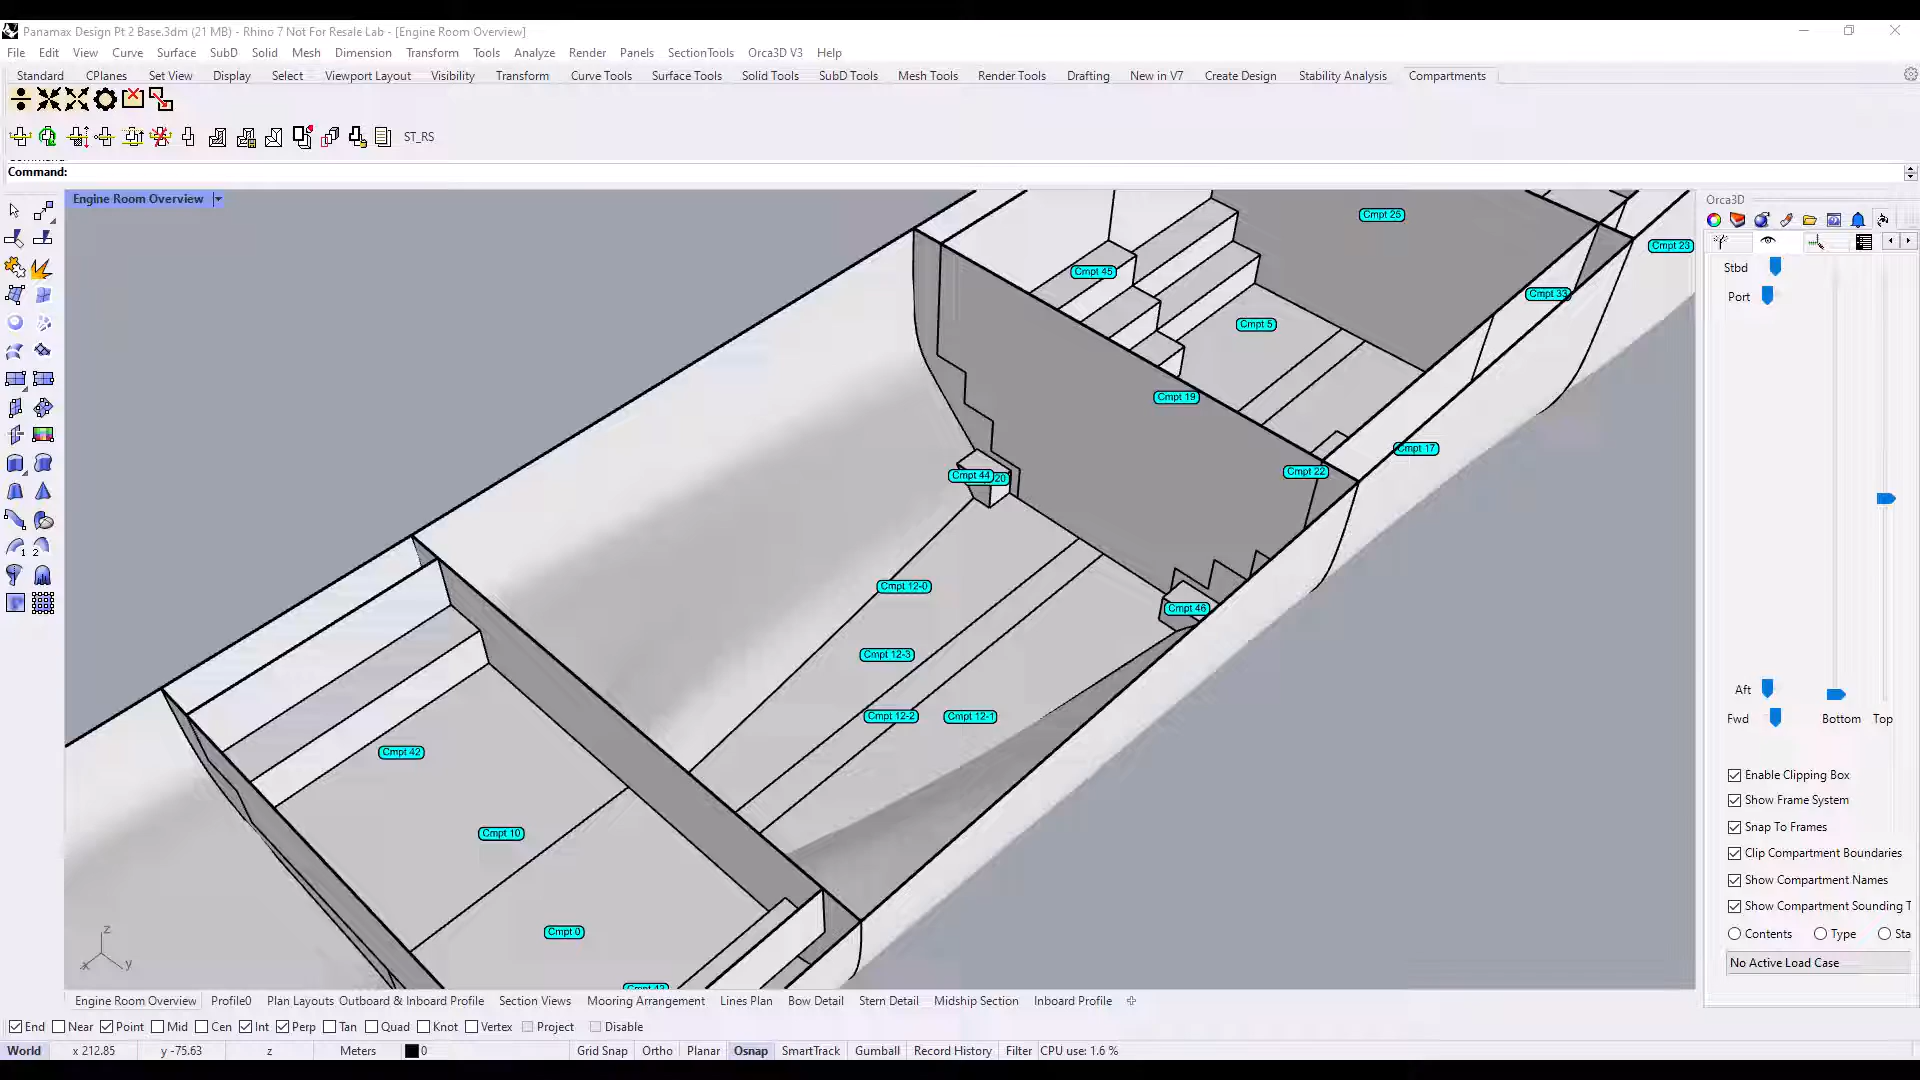 Panamax Design Pt 2 Base.3dm (21 MB) - Rhino 7 Not For Resale Lab - [Engine Room Overview]
File Edit View Curve Surface SubD Solid Mesh Dimension Transform Tools Analyze Render Panels SectionTools Orca3D V3 Help
Standard CPlanes Set View Display Select Viewport Layout Visibility Transform Curve Tools Surface Tools Solid Tools SubD Tools Mesh Tools Render Tools Drafting New in V7 Create Design Stability Analysis Compartments
ST_RS
Command:
Engine Room Overview
Orca3D
Cmpt 25
Cmpt 23
Cmpt 45
Cmpt 33
Cmpt 5
Cmpt 19
Cmpt 17
Cmpt 22
Cmpt 44
20
Cmpt 12-0
Cmpt 46
Cmpt 12-3
Cmpt 12-2
Cmpt 12-1
Cmpt 42
Cmpt 10
Cmpt 0
z
x y
Stbd
Port
Aft
Fwd Bottom Top
Enable Clipping Box
Show Frame System
Snap To Frames
Clip Compartment Boundaries
Show Compartment Names
Show Compartment Sounding T
Contents Type Sta
No Active Load Case
Engine Room Overview Profile0 Plan Layouts Outboard & Inboard Profile Section Views Mooring Arrangement Lines Plan Bow Detail Stern Detail Midship Section Inboard Profile
End Near Point Mid Cen Int Perp Tan Quad Knot Vertex Project Disable
World x 212.85 y -75.63 z Meters 0 Grid Snap Ortho Planar Osnap SmartTrack Gumball Record History Filter CPU use: 1.6 %